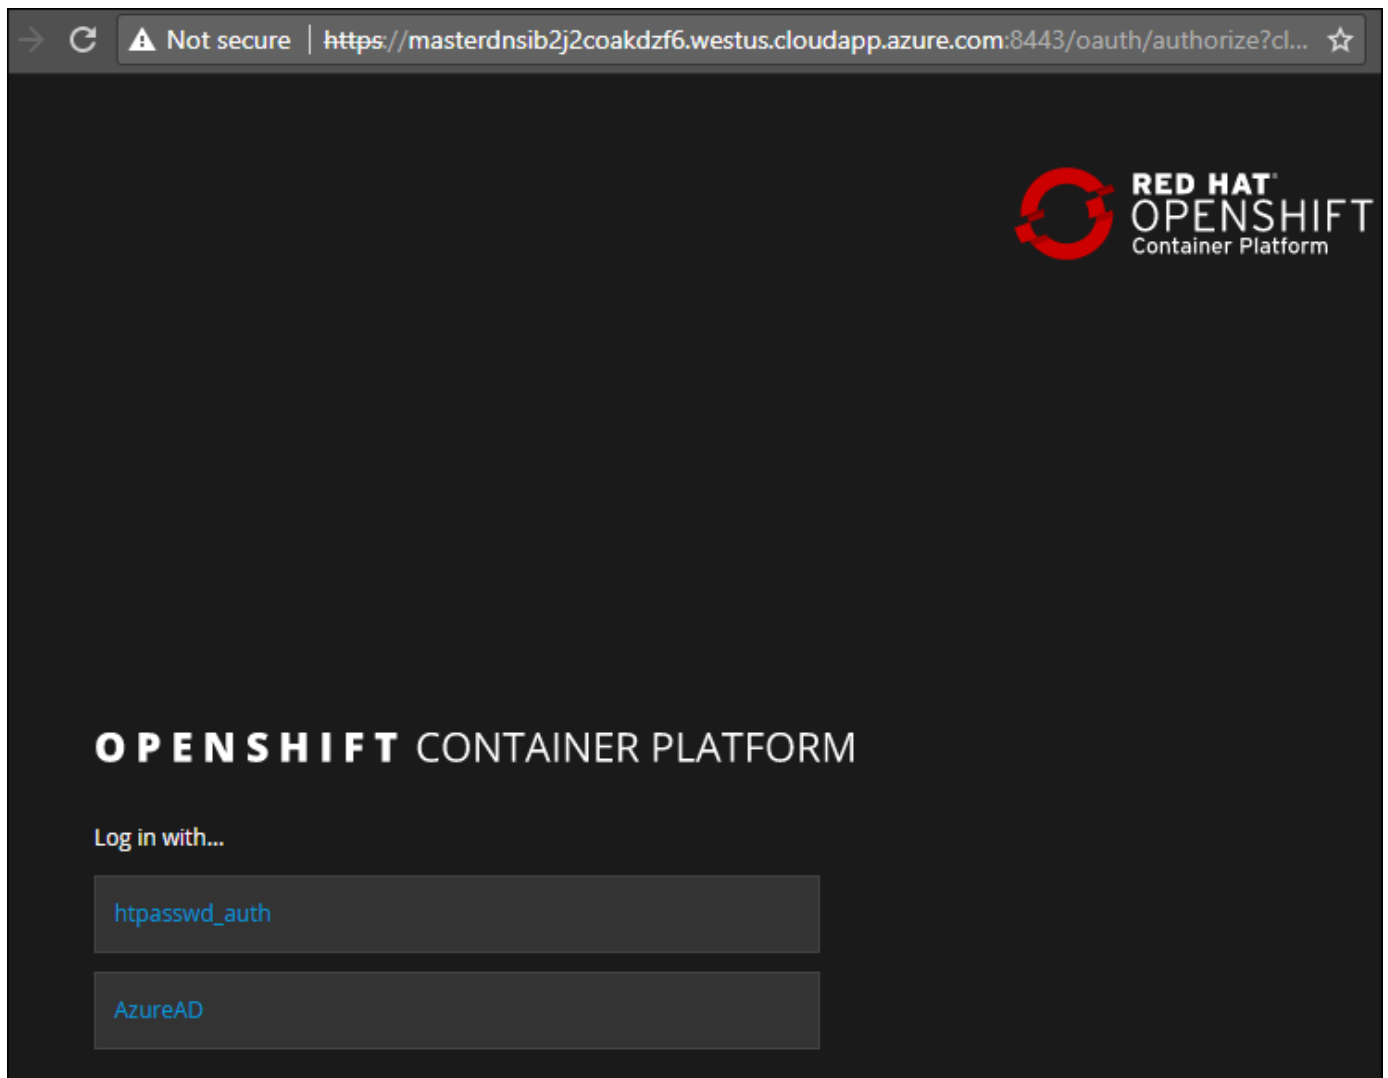 Not secure | https://masterdnsib2j2coakdzf6.westus.cloudapp.azure.com:8443/oauth/authorize?cl...
RED HAT
OPENSHIFT
Container Platform
OPENSHIFT CONTAINER PLATFORM
Log in with...
htpasswd_auth
AzureAD